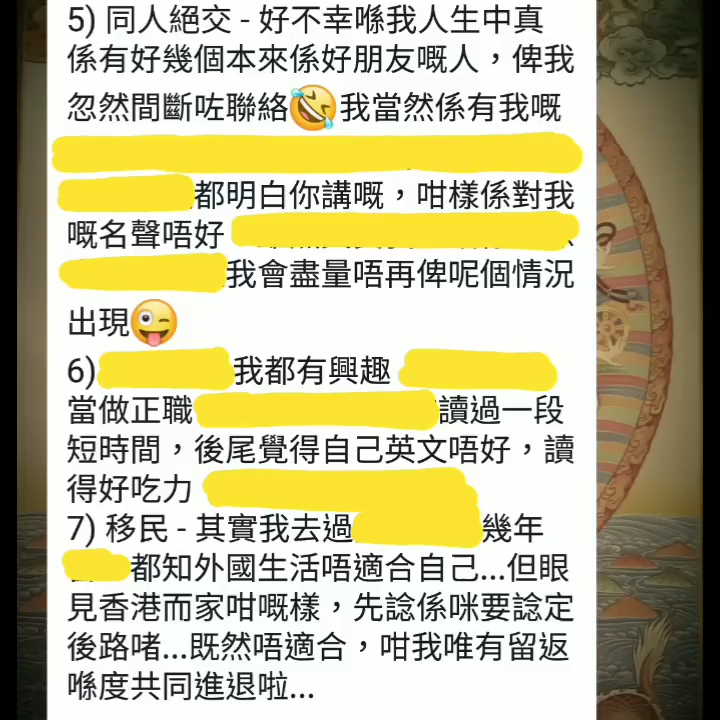 5) 同人絕交 - 好不幸喺我人生中真
係有好幾個本來係好朋友嘅人，俾我
忽然間斷咗聯絡🤣我當然係有我嘅
都明白你講嘅，咁樣係對我
嘅名聲唔好
我會盡量唔再俾呢個情況
出現😜
6) 我都有興趣
當做正職 讀過一段
短時間，後尾覺得自己英文唔好，讀
得好吃力
7) 移民 - 其實我去過 幾年
都知外國生活唔適合自己...但眼
見香港而家咁嘅樣，先諗係咪要諗定
後路啫...既然唔適合，咁我唯有留返
喺度共同進退啦...